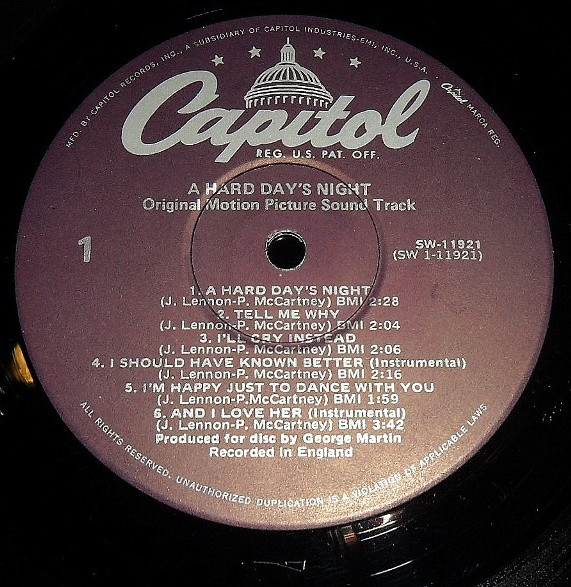 MFD. BY CAPITOL RECORDS, INC., A SUBSIDIARY OF CAPITOL INDUSTRIES-EMI, INC., U.S.A.
Capitol MARCA REG.
Capitol
REG. U.S. PAT. OFF.
A HARD DAY'S NIGHT
Original Motion Picture Sound Track
1
SW-11921
(SW 1-11921)
1. A HARD DAY'S NIGHT
(J. Lennon-P. McCartney) BMI 2:28
2. TELL ME WHY
(J. Lennon-P. McCartney) BMI 2:04
3. I'LL CRY INSTEAD
(J. Lennon-P. McCartney) BMI 2:06
4. I SHOULD HAVE KNOWN BETTER (Instrumental)
(J. Lennon-P. McCartney) BMI 2:16
5. I'M HAPPY JUST TO DANCE WITH YOU
(J. Lennon-P.McCartney) BMI 1:59
6. AND I LOVE HER (Instrumental)
(J. Lennon-P. McCartney) BMI 3:42
Produced for disc by George Martin
Recorded in England
ALL RIGHTS RESERVED. UNAUTHORIZED DUPLICATION IS A VIOLATION OF APPLICABLE LAWS